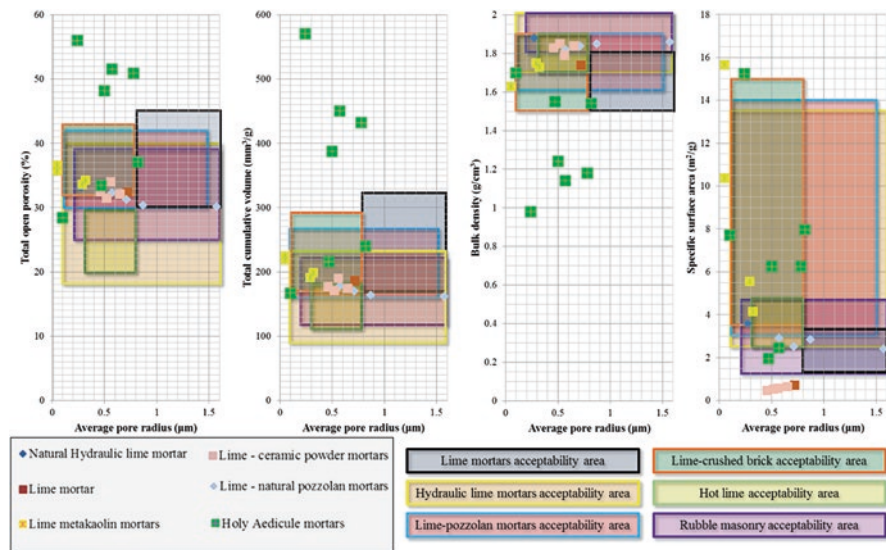 60
50
40
30
20
10
0
Total open porosity (%)
0 0.5 1 1.5
Average pore radius (μm)
600
500
400
300
200
100
0
Total cumulative volume (mm³/g)
0 0.5 1 1.5
Average pore radius (μm)
2
1.8
1.6
1.4
1.2
1
0.8
0.6
0.4
0.2
0
Bulk density (g/cm³)
0 0.5 1 1.5
Average pore radius (μm)
18
16
14
12
10
8
6
4
2
0
Specific surface area (m²/g)
0 0.5 1 1.5
Average pore radius (μm)
Natural Hydraulic lime mortar
Lime mortar
Lime metakaolin mortars
Lime - ceramic powder mortars
Lime - natural pozzolan mortars
Holy Aedicule mortars
Lime mortars acceptability area
Lime-crushed brick acceptability area
Hydraulic lime mortars acceptability area
Hot lime acceptability area
Lime-pozzolan mortars acceptability area
Rubble masonry acceptability area